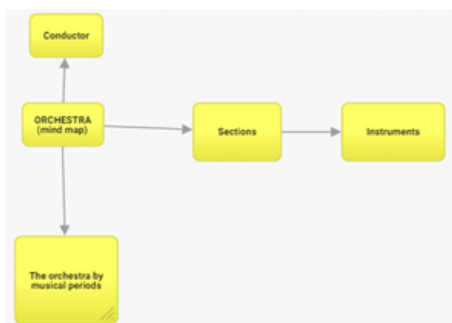 Conductor
ORCHESTRA
(mind map)
Sections
Instruments
The orchestra by
musical periods